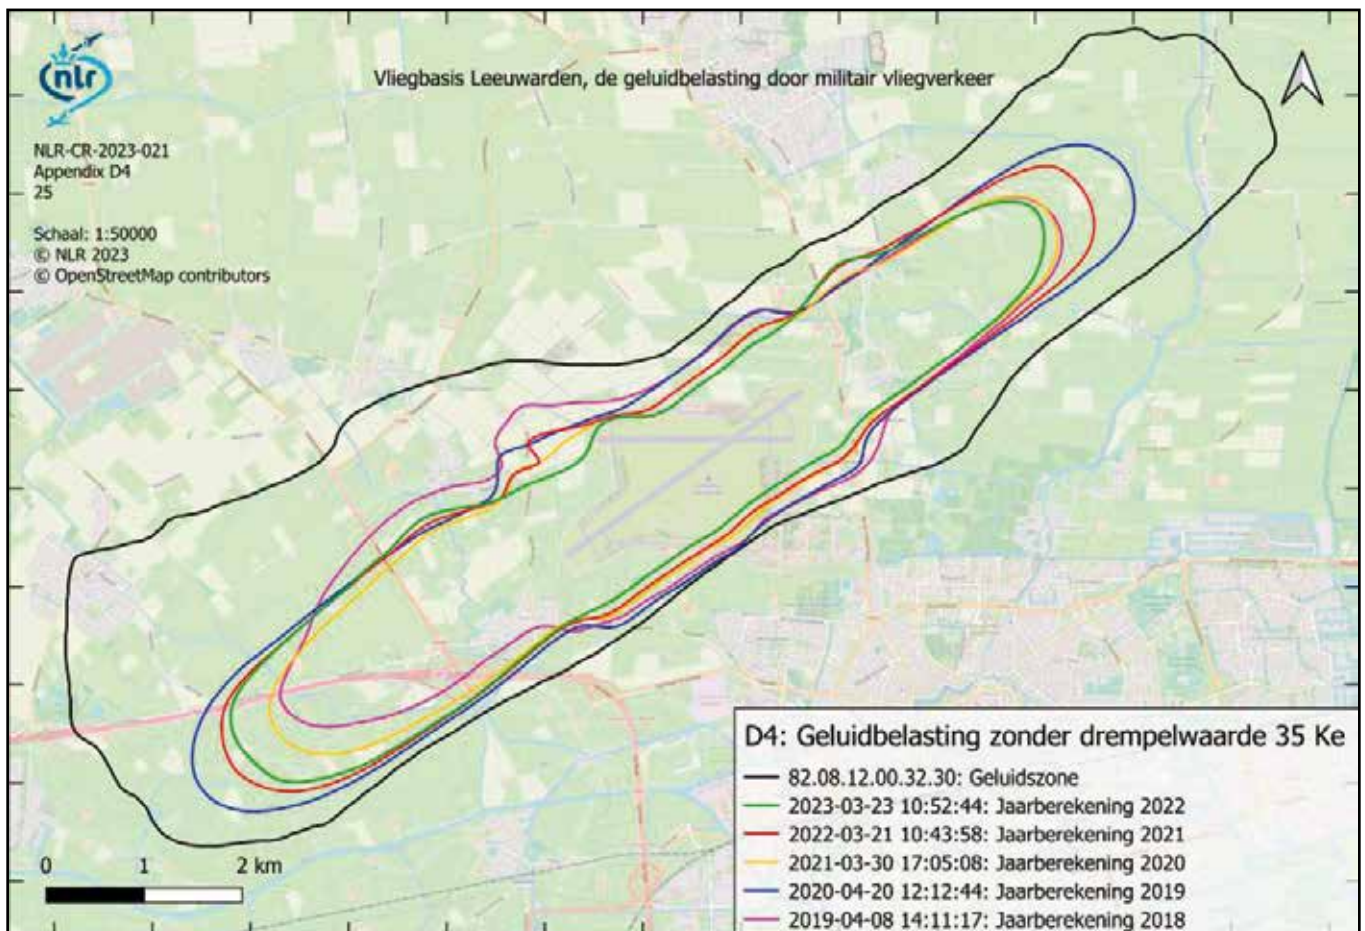 nlr
Vliegbasis Leeuwarden, de geluidbelasting door militair vliegverkeer
NLR-CR-2023-021
Appendix D4
25
Schaal: 1:50000
© NLR 2023
© OpenStreetMap contributors
D4: Geluidbelasting zonder drempelwaarde 35 Ke
82.08.12.00.32.30: Geluidszone
2023-03-23 10:52:44: Jaarberekening 2022
2022-03-21 10:43:58: Jaarberekening 2021
2021-03-30 17:05:08: Jaarberekening 2020
2020-04-20 12:12:44: Jaarberekening 2019
2019-04-08 14:11:17: Jaarberekening 2018
0 1 2 km